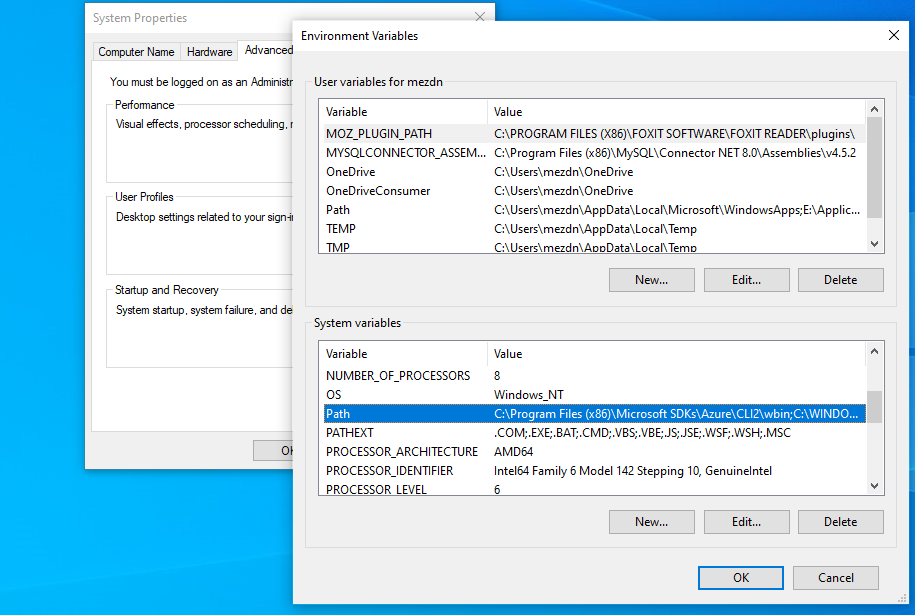 System Properties
Computer Name Hardware Advanced
You must be logged on as an Administr
Performance
Visual effects, processor scheduling,
User Profiles
Desktop settings related to your sign-in
Startup and Recovery
System startup, system failure, and de
Environment Variables
User variables for mezdn
Variable Value
MOZ_PLUGIN_PATH C:\PROGRAM FILES (X86)\FOXIT SOFTWARE\FOXIT READER\plugins\
MYSQLCONNECTOR_ASSEM... C:\Program Files (x86)\MySQL\Connector NET 8.0\Assemblies\v4.5.2
OneDrive C:\Users\mezdn\OneDrive
OneDriveConsumer C:\Users\mezdn\OneDrive
Path C:\Users\mezdn\AppData\Local\Microsoft\WindowsApps;E:\Applic...
TEMP C:\Users\mezdn\AppData\Local\Temp
TMP C:\Users\mezdn\AppData\Local\Temp
New... Edit... Delete
System variables
Variable Value
NUMBER_OF_PROCESSORS 8
OS Windows_NT
Path C:\Program Files (x86)\Microsoft SDKs\Azure\CLI2\wbin;C:\WINDO...
PATHEXT .COM;.EXE;.BAT;.CMD;.VBS;.VBE;.JS;.JSE;.WSF;.WSH;.MSC
PROCESSOR_ARCHITECTURE AMD64
PROCESSOR_IDENTIFIER Intel64 Family 6 Model 142 Stepping 10, GenuineIntel
PROCESSOR_LEVEL 6
New... Edit... Delete
OK Cancel